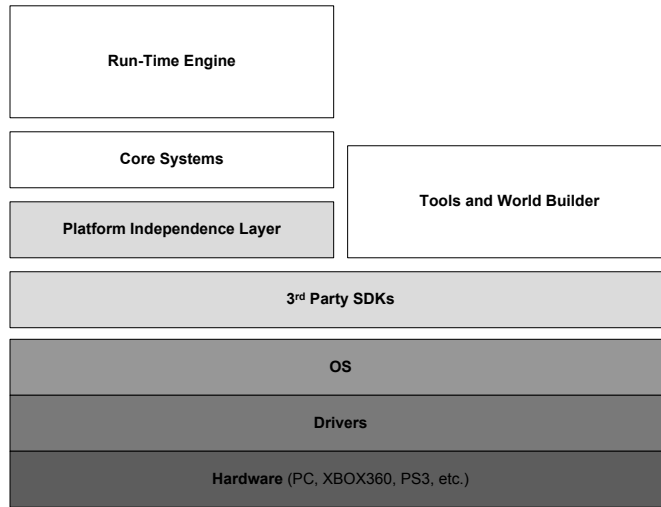 Run-Time Engine
Core Systems
Tools and World Builder
Platform Independence Layer
3rd Party SDKs
OS
Drivers
Hardware (PC, XBOX360, PS3, etc.)